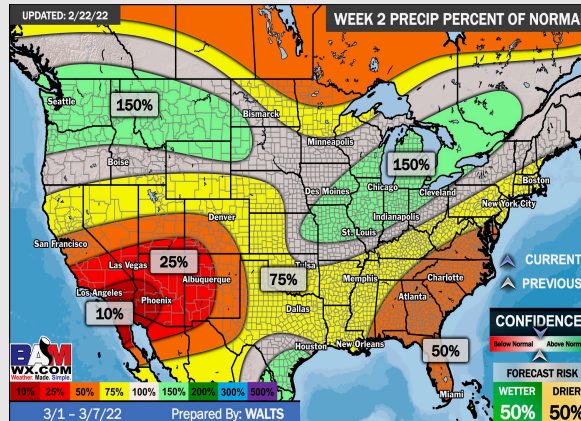 UPDATED: 2/22/22
WEEK 2 PRECIP PERCENT OF NORMA
Seattle
150%
Bismarck
Minneapolis
Boise
150%
Boston
Des Moines
Chicago
Cleveland
New York City
Denver
Indianapolis
St. Louis
San Francisco
Las Vegas
25%
Tulsa
CURRENT
Albuquerque
75%
Memphis
Charlotte
PREVIOUS
Los Angeles
Phoenix
10%
Dallas
Atlanta
CONFIDENCE
Below Normal
Above Norm
Houston
New Orleans
50%
BAM
WX.COM
Weather. Made. Simple.
FORECAST RISK
WETTER
DRIER
10% 25% 50% 75% 100% 150% 200% 300% 500%
Miami
50%
50%
3/1 – 3/7/22
Prepared By: WALTS